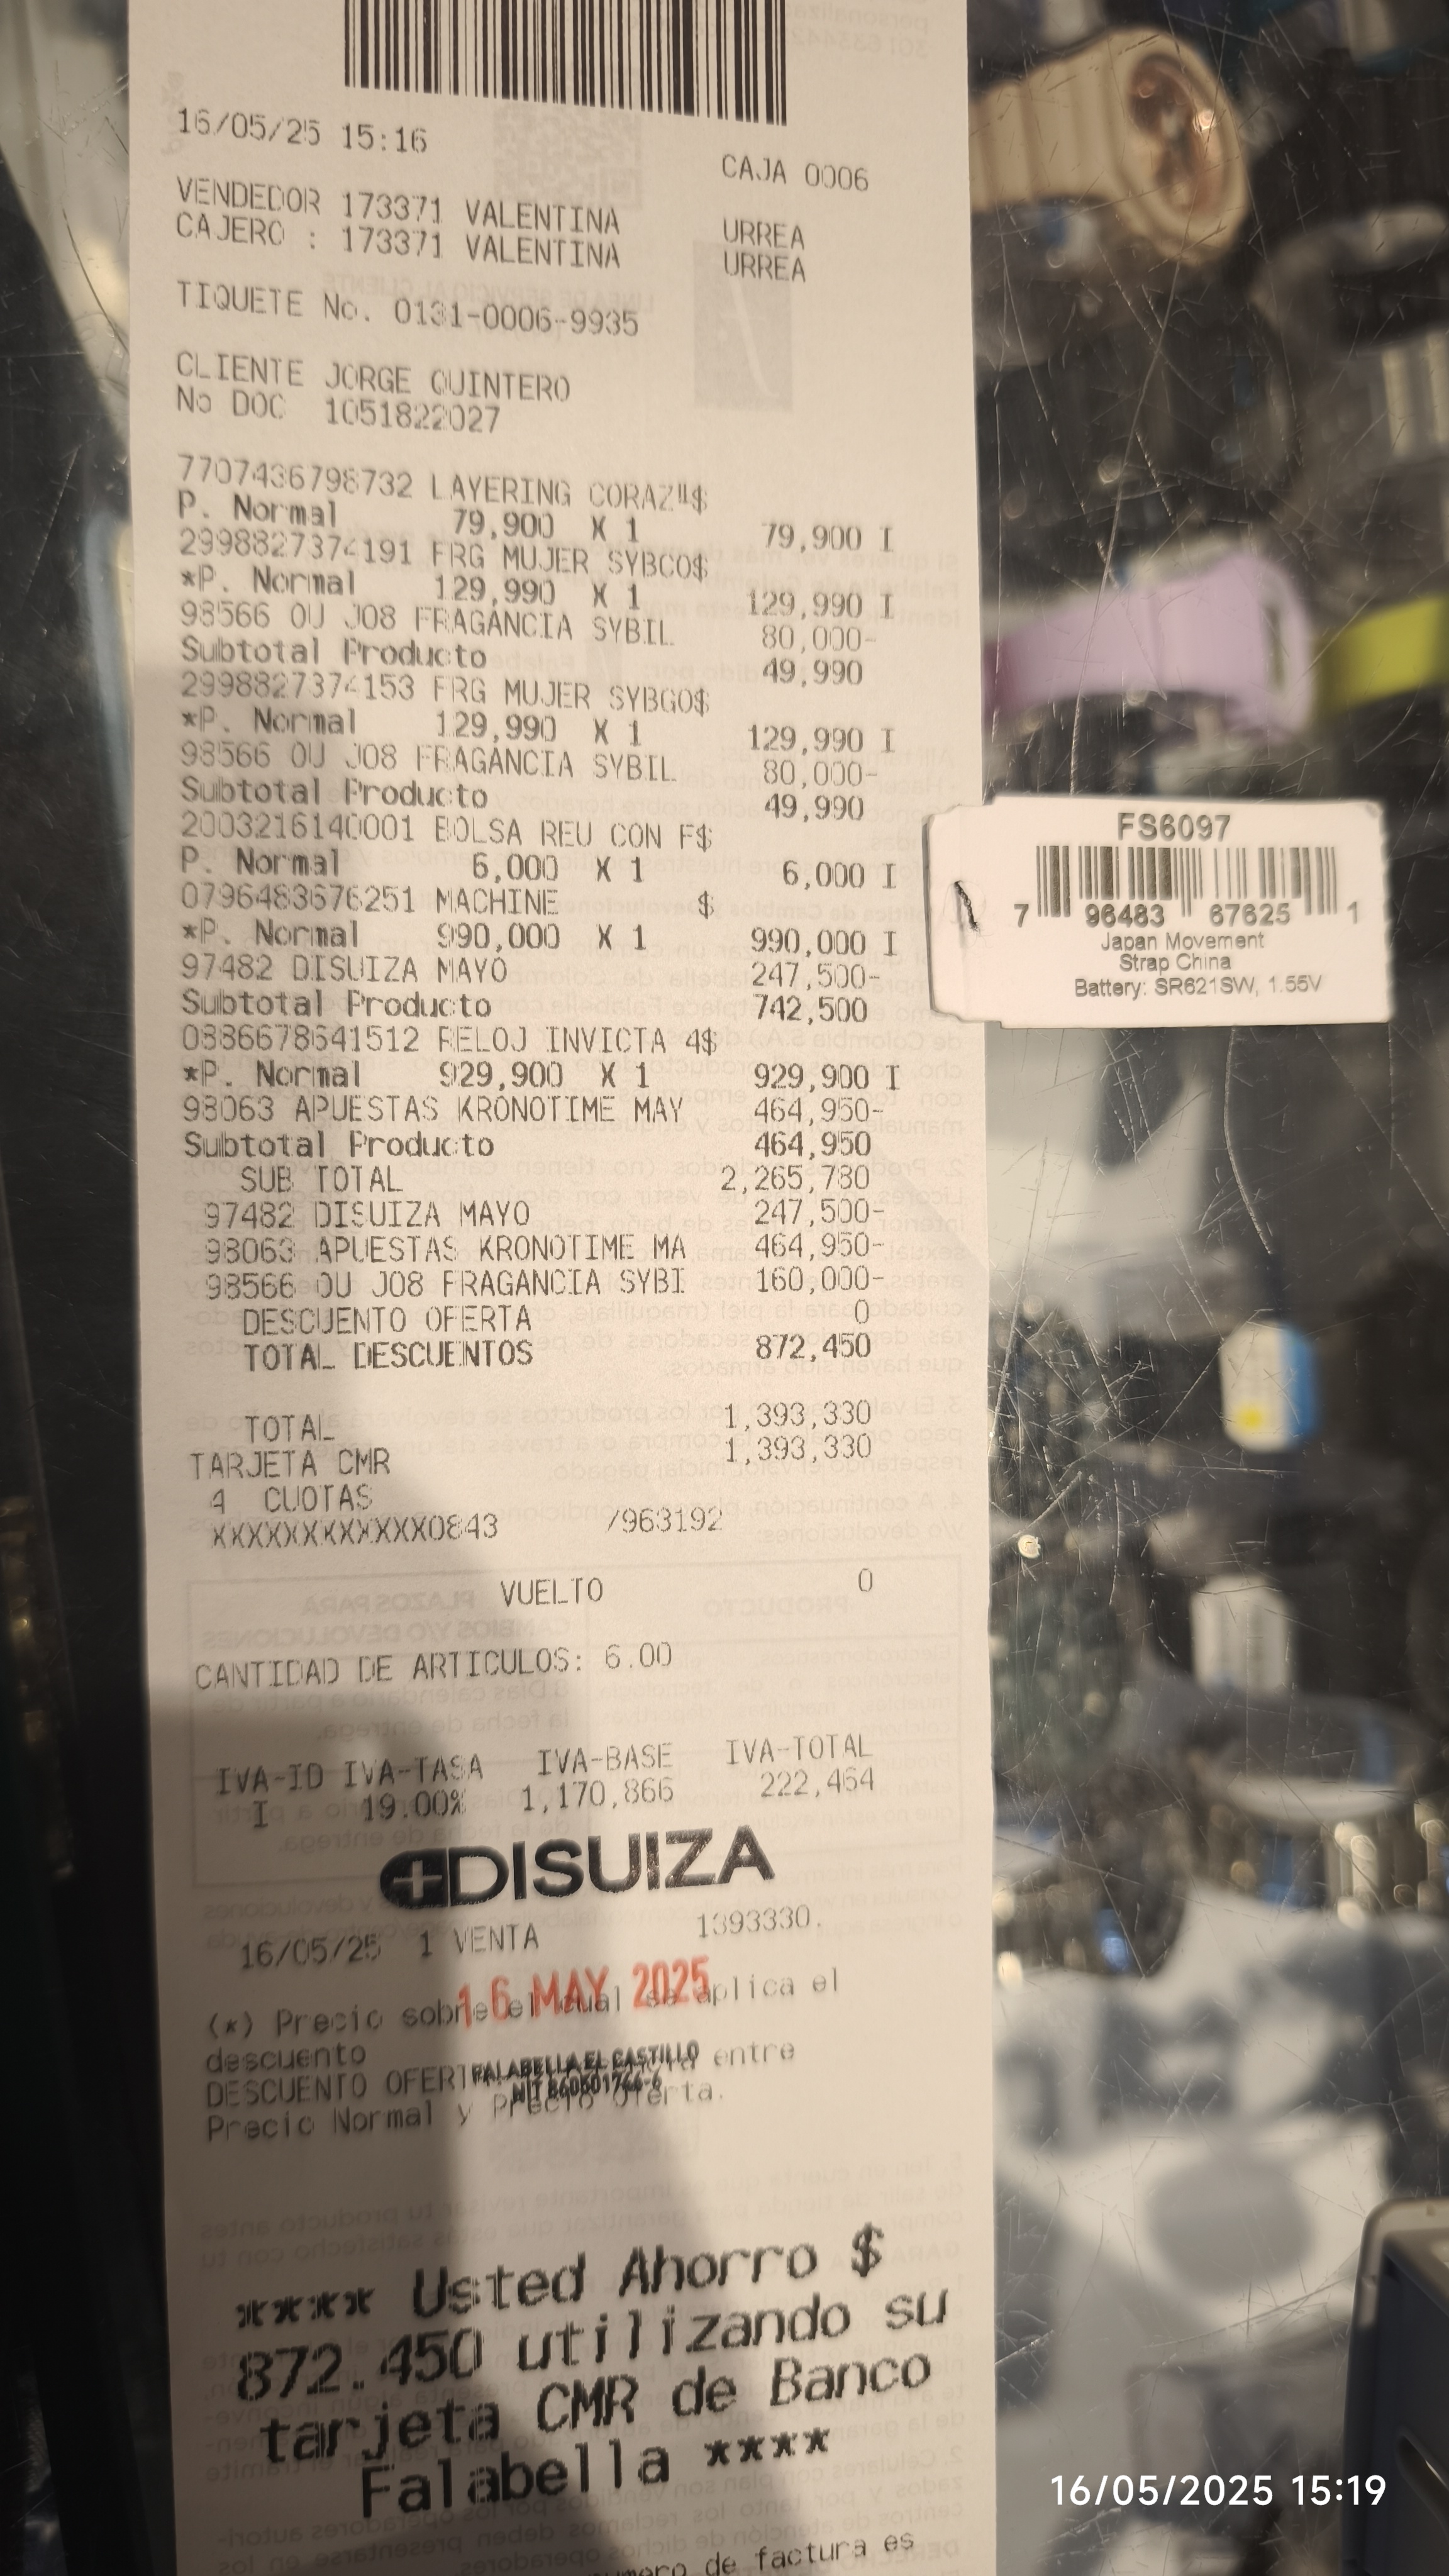 16/05/25 15:16
CAJA 0006
VENDEDOR 173371 VALENTINA URREA
CAJERO : 173371 VALENTINA URREA
TIQUETE No. 0131-0006-9935
CLIENTE JORGE QUINTERO
No DOC 1051822027
7707436798732 LAYERING CORAZ"$
P. Normal 79,900 X 1 79,900 I
2998827374191 FRG MUJER SYBCO$
*P. Normal 129,990 X 1 129,990 I
98566 OU J08 FRAGANCIA SYBIL 80,000-
Subtotal Producto 49,990
2998827374153 FRG MUJER SYBGO$
*P. Normal 129,990 X 1 129,990 I
98566 OU J08 FRAGANCIA SYBIL 80,000-
Subtotal Producto 49,990
2003216140001 BOLSA REU CON F$
P. Normal 6,000 X 1 6,000 I
0796483676251 MACHINE $
*P. Normal 990,000 X 1 990,000 I
97482 DISUIZA MAYO 247,500-
Subtotal Producto 742,500
0886678641512 RELOJ INVICTA 4$
*P. Normal 929,900 X 1 929,900 I
98063 APUESTAS KRONOTIME MAY 464,950-
Subtotal Producto 464,950
SUB TOTAL 2,265,780
97482 DISUIZA MAYO 247,500-
98063 APUESTAS KRONOTIME MA 464,950-
98566 OU J08 FRAGANCIA SYBI 160,000-
DESCUENTO OFERTA 0
TOTAL DESCUENTOS 872,450
TOTAL 1,393,330
TARJETA CMR 1,393,330
4 CUOTAS
XXXXXXXXXXXX0843 /963192
VUELTO 0
CANTIDAD DE ARTICULOS: 6.00
IVA-ID IVA-TASA IVA-BASE IVA-TOTAL
I 19.00% 1,170,866 222,464
DISUIZA
16/05/25 1 VENTA 1393330.
16 MAY 2025
(*) Precio sobre el cual se aplica el
descuento
FALABELLA EL CASTILLO
NIT 860601744-6
DESCUENTO entre
Precio Normal y Precio Oferta.
**** Usted Ahorro $
872.450 utilizando su
tarjeta CMR de Banco
Falabella ****
de factura es
FS6097
7 96483 67625 1
Japan Movement
Strap China
Battery: SR621SW, 1.55V
16/05/2025 15:19